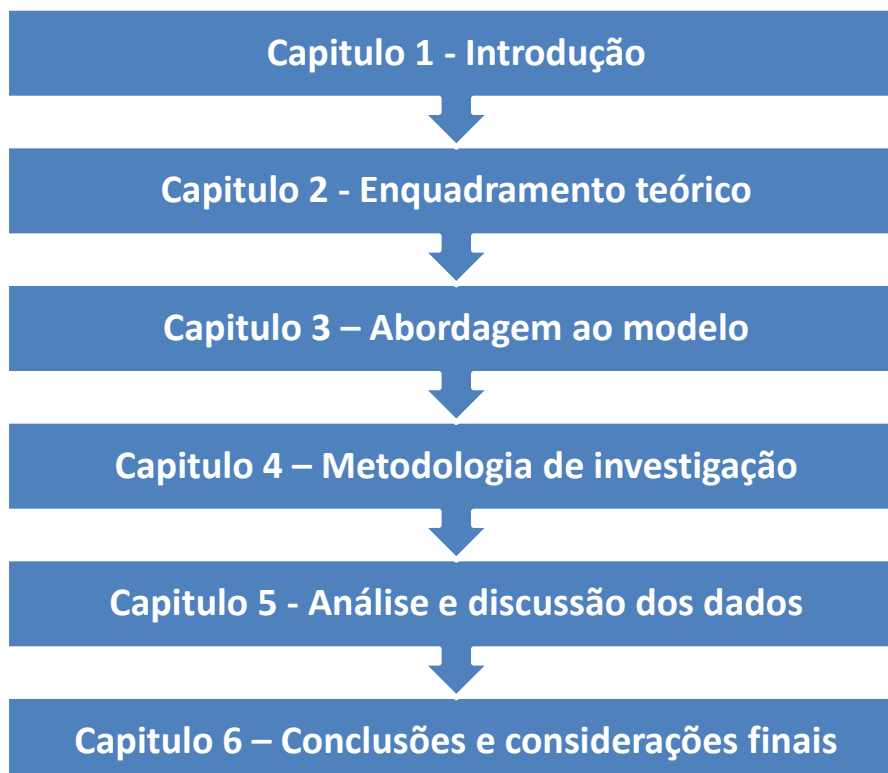 Capitulo 1 - Introdução
Capitulo 2 - Enquadramento teórico
Capitulo 3 – Abordagem ao modelo
Capitulo 4 – Metodologia de investigação
Capitulo 5 - Análise e discussão dos dados
Capitulo 6 – Conclusões e considerações finais